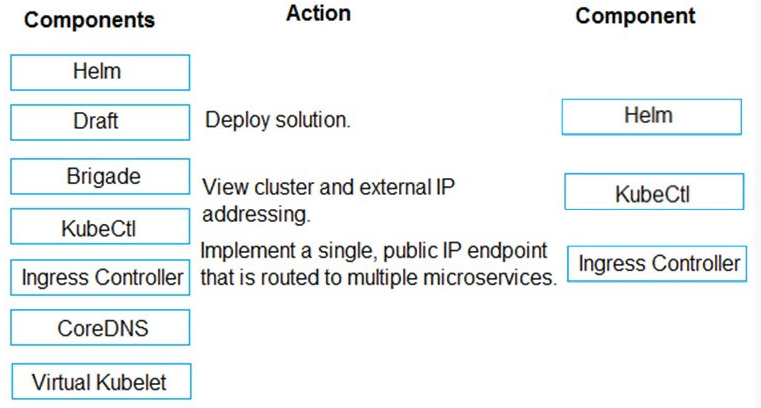 Components Action Component
Helm
Draft Deploy solution. Helm
Brigade
View cluster and external IP
addressing. KubeCtl
KubeCtl
Implement a single, public IP endpoint
Ingress Controller that is routed to multiple microservices. Ingress Controller
CoreDNS
Virtual Kubelet